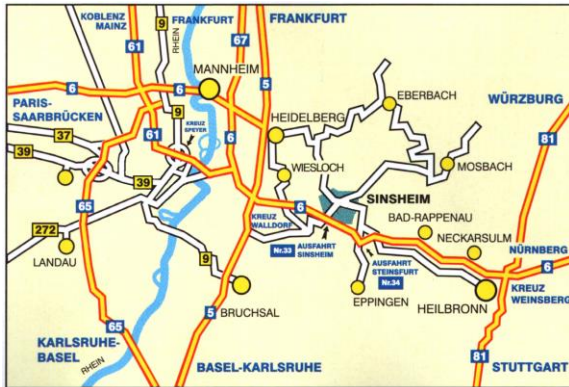 KOBLENZ
MAINZ
9
FRANKFURT
FRANKFURT
61
RHEIN
67
MANNHEIM
6
6
5
6
EBERBACH
PARIS-
SAARBRÜCKEN
WÜRZBURG
9
KREUZ
SPEYER
37
61
6
HEIDELBERG
81
39
39
WIESLOCH
MOSBACH
65
SINSHEIM
KREUZ
WALLDORF
6
BAD-RAPPENAU
272
Nr.33
AUSFAHRT
SINSHEIM
NECKARSULM
NÜRNBERG
LANDAU
9
AUSFAHRT
STEINSFURT
Nr.34
6
BRUCHSAL
EPPINGEN
HEILBRONN
KREUZ
WEINSBERG
5
65
KARLSRUHE-
BASEL
RHEIN
BASEL-KARLSRUHE
81
STUTTGART